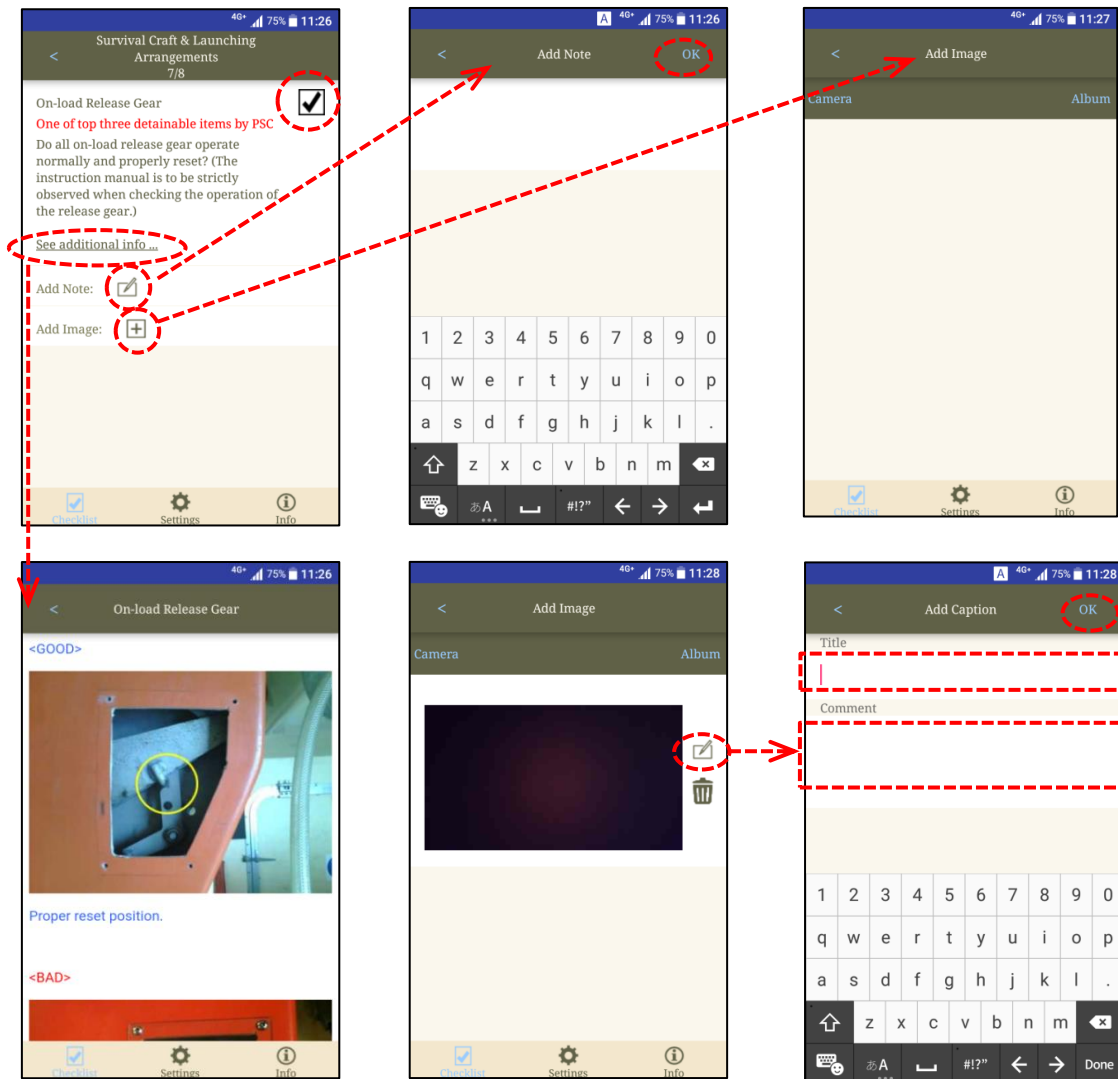 4G+ 75% 11:26
< Survival Craft & Launching
Arrangements
7/8
On-load Release Gear
One of top three detainable items by PSC
Do all on-load release gear operate
normally and properly reset? (The
instruction manual is to be strictly
observed when checking the operation of
the release gear.)
See additional info ...
Add Note:
Add Image:
Checklist Settings Info
A 4G+ 75% 11:26
< Add Note OK
1 2 3 4 5 6 7 8 9 0
q w e r t y u i o p
a s d f g h j k l .
z x c v b n m
あA #!?”
4G+ 75% 11:27
< Add Image
Camera Album
Checklist Settings Info
4G+ 75% 11:26
< On-load Release Gear
<GOOD>
Proper reset position.
<BAD>
Checklist Settings Info
4G+ 75% 11:28
< Add Image
Camera Album
Checklist Settings Info
A 4G+ 75% 11:28
< Add Caption OK
Title
Comment
1 2 3 4 5 6 7 8 9 0
q w e r t y u i o p
a s d f g h j k l .
z x c v b n m
あA #!?” Done